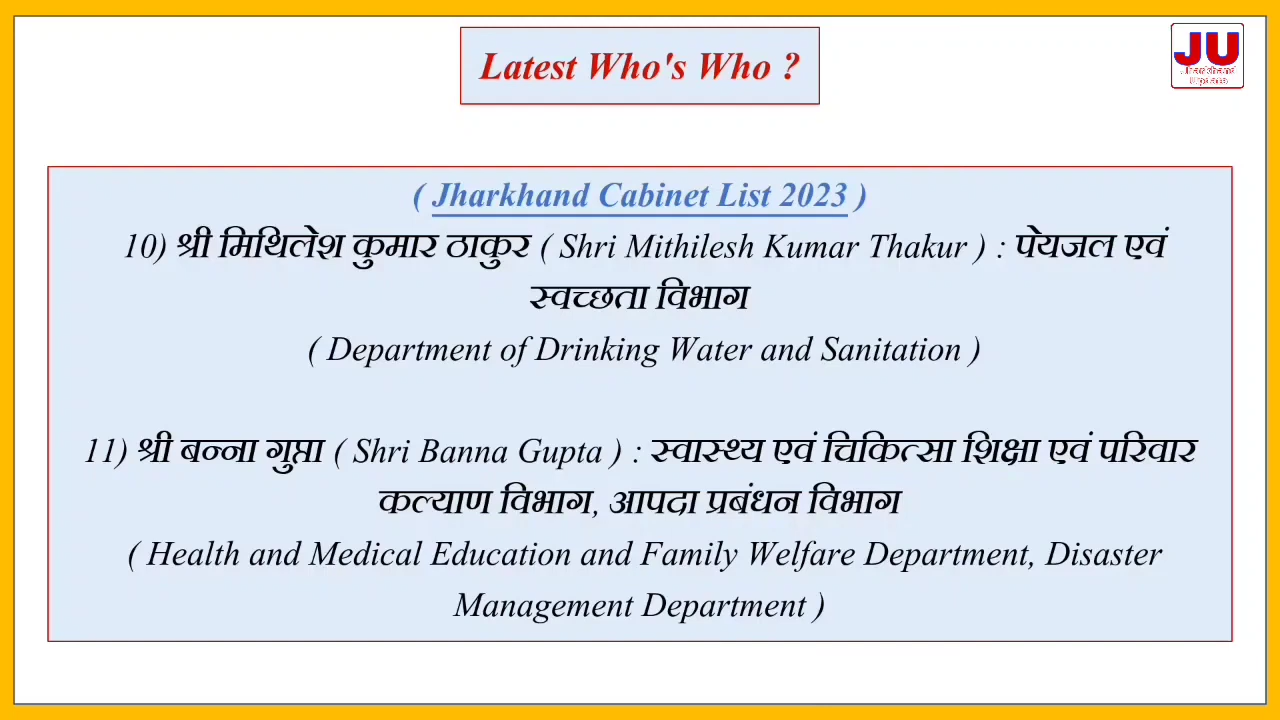 Latest Who's Who ?
JU
Jharkhand
Update
( Jharkhand Cabinet List 2023 )
10) श्री मिथिलेश कुमार ठाकुर ( Shri Mithilesh Kumar Thakur ) : पेयजल एवं
स्वच्छता विभाग
( Department of Drinking Water and Sanitation )
11) श्री बन्ना गुप्ता ( Shri Banna Gupta ) : स्वास्थ्य एवं चिकित्सा शिक्षा एवं परिवार
कल्याण विभाग, आपदा प्रबंधन विभाग
( Health and Medical Education and Family Welfare Department, Disaster
Management Department )